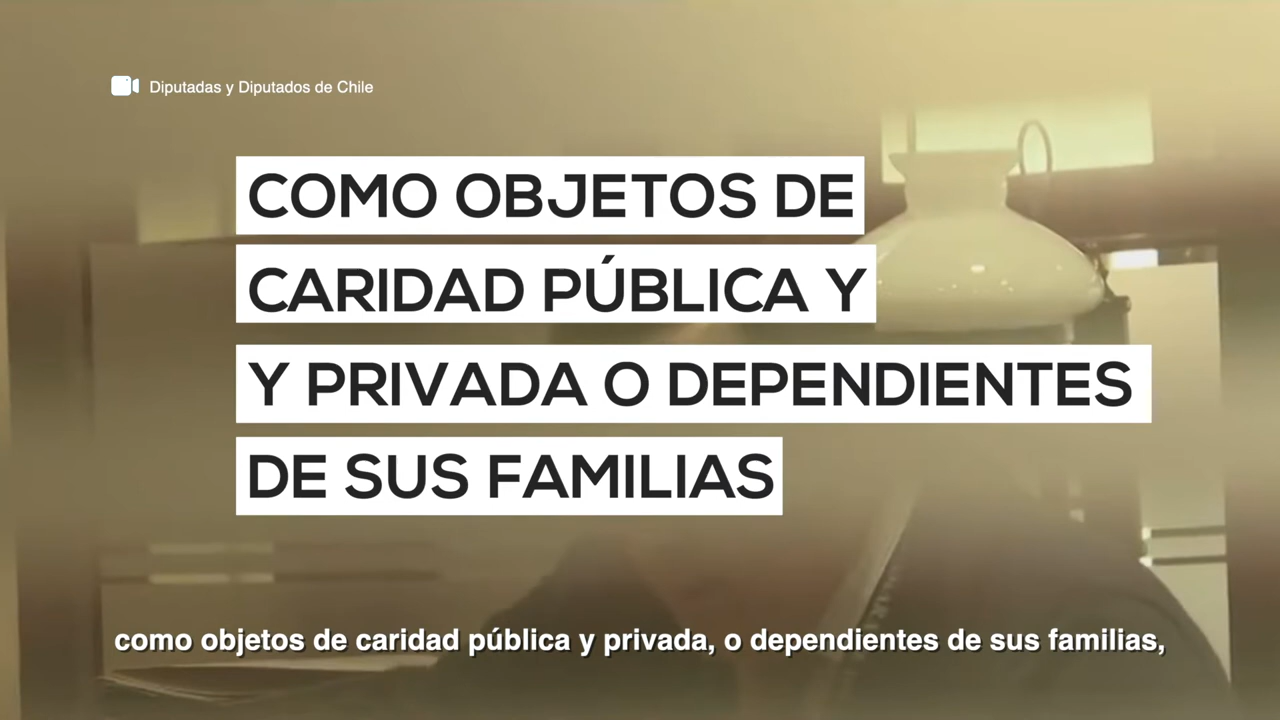 Diputadas y Diputados de Chile
COMO OBJETOS DE
CARIDAD PÚBLICA Y
Y PRIVADA O DEPENDIENTES
DE SUS FAMILIAS
como objetos de caridad pública y privada, o dependientes de sus familias,